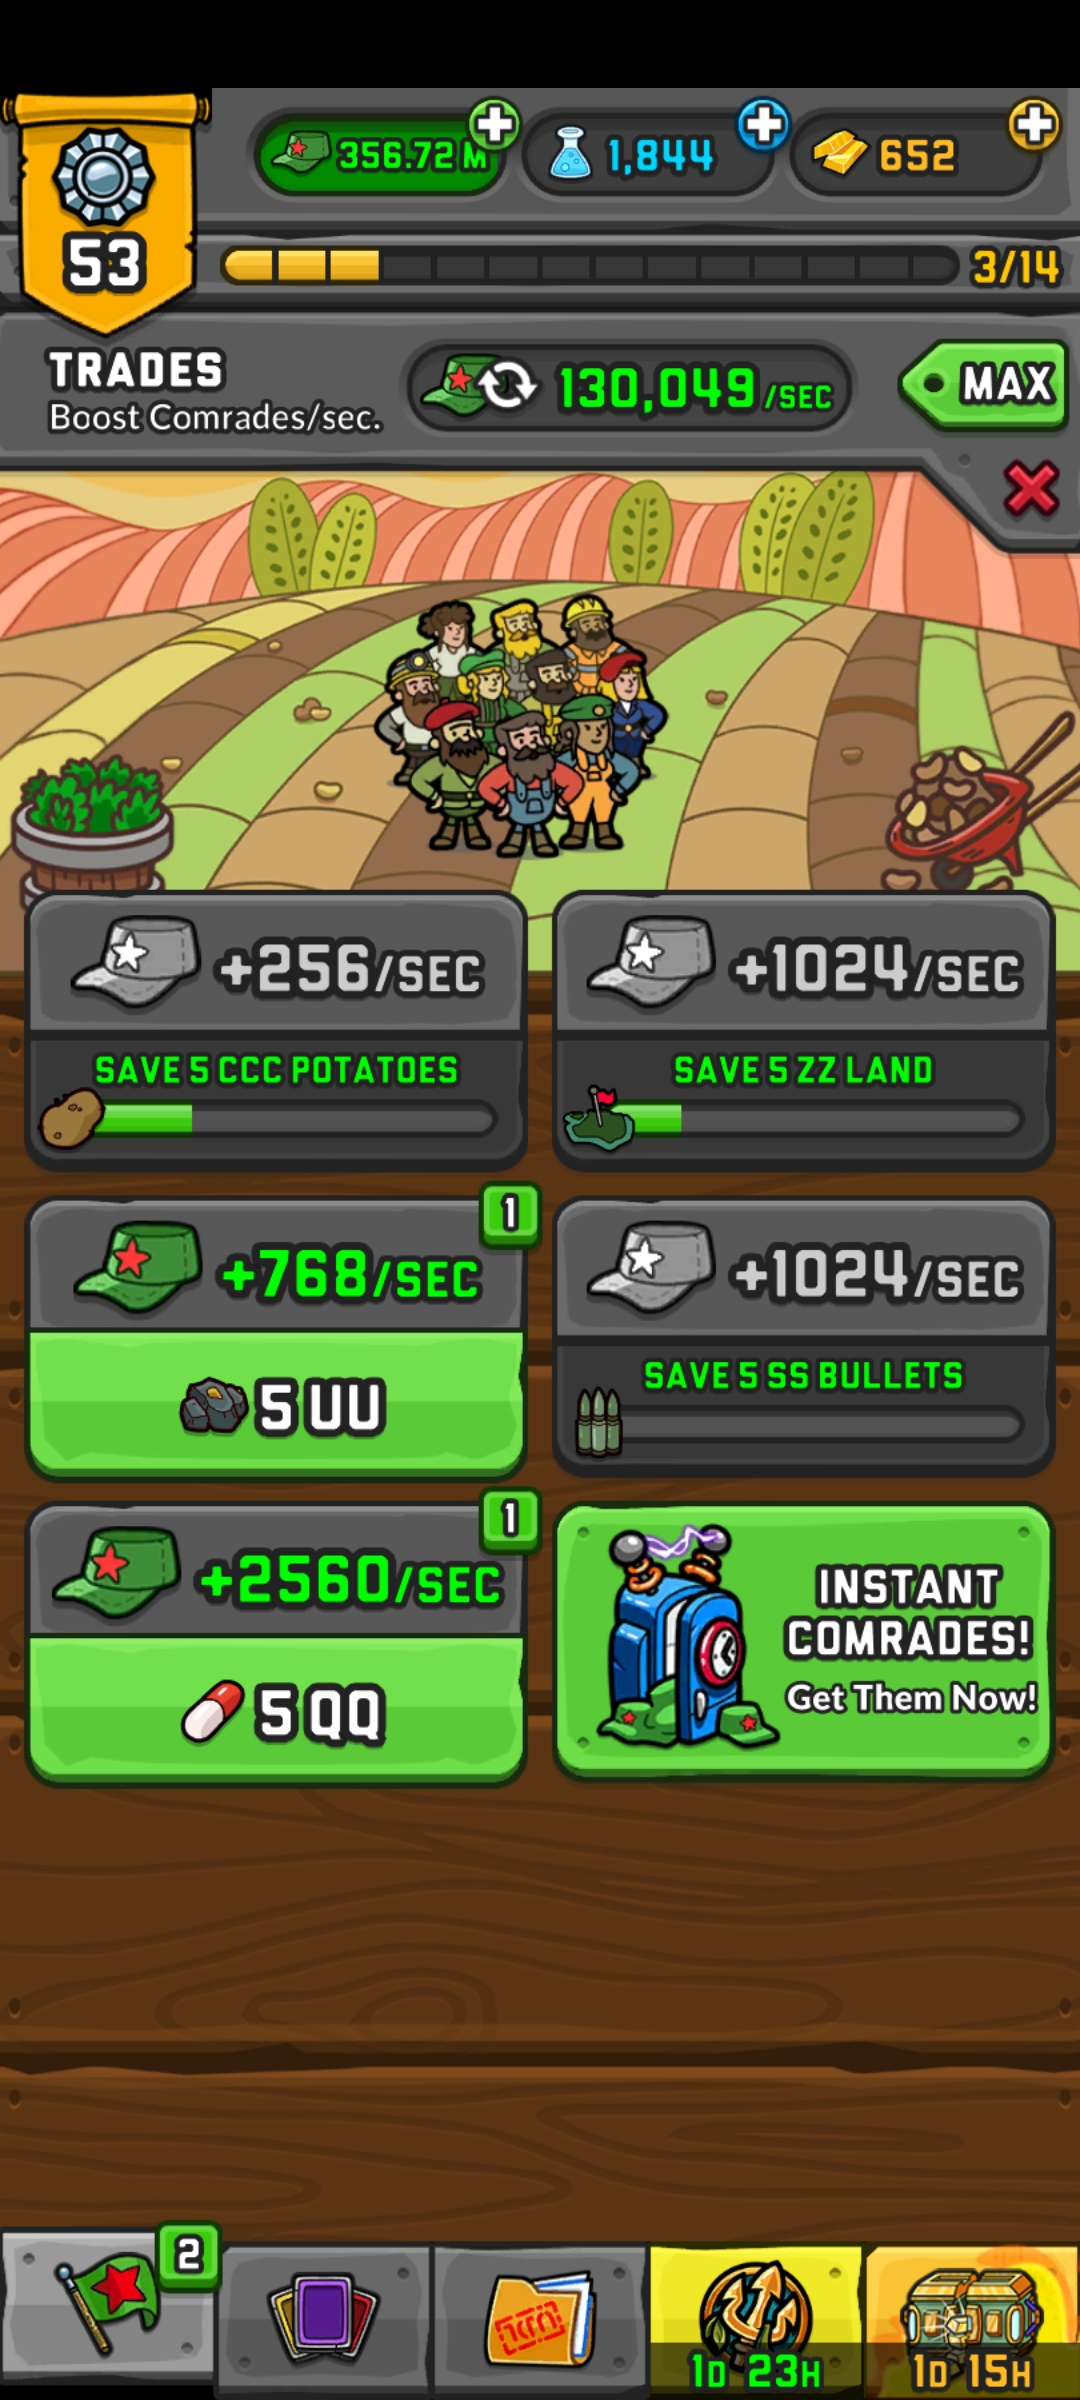 356.72 M
1,844
652
53
3/14
TRADES
Boost Comrades/sec.
130,049 /SEC
MAX
+256/SEC
SAVE 5 CCC POTATOES
+1024/SEC
SAVE 5 ZZ LAND
1
+768/SEC
5 UU
+1024/SEC
SAVE 5 SS BULLETS
1
+2560/SEC
5 QQ
INSTANT
COMRADES!
Get Them Now!
2
1D 23H
1D 15H